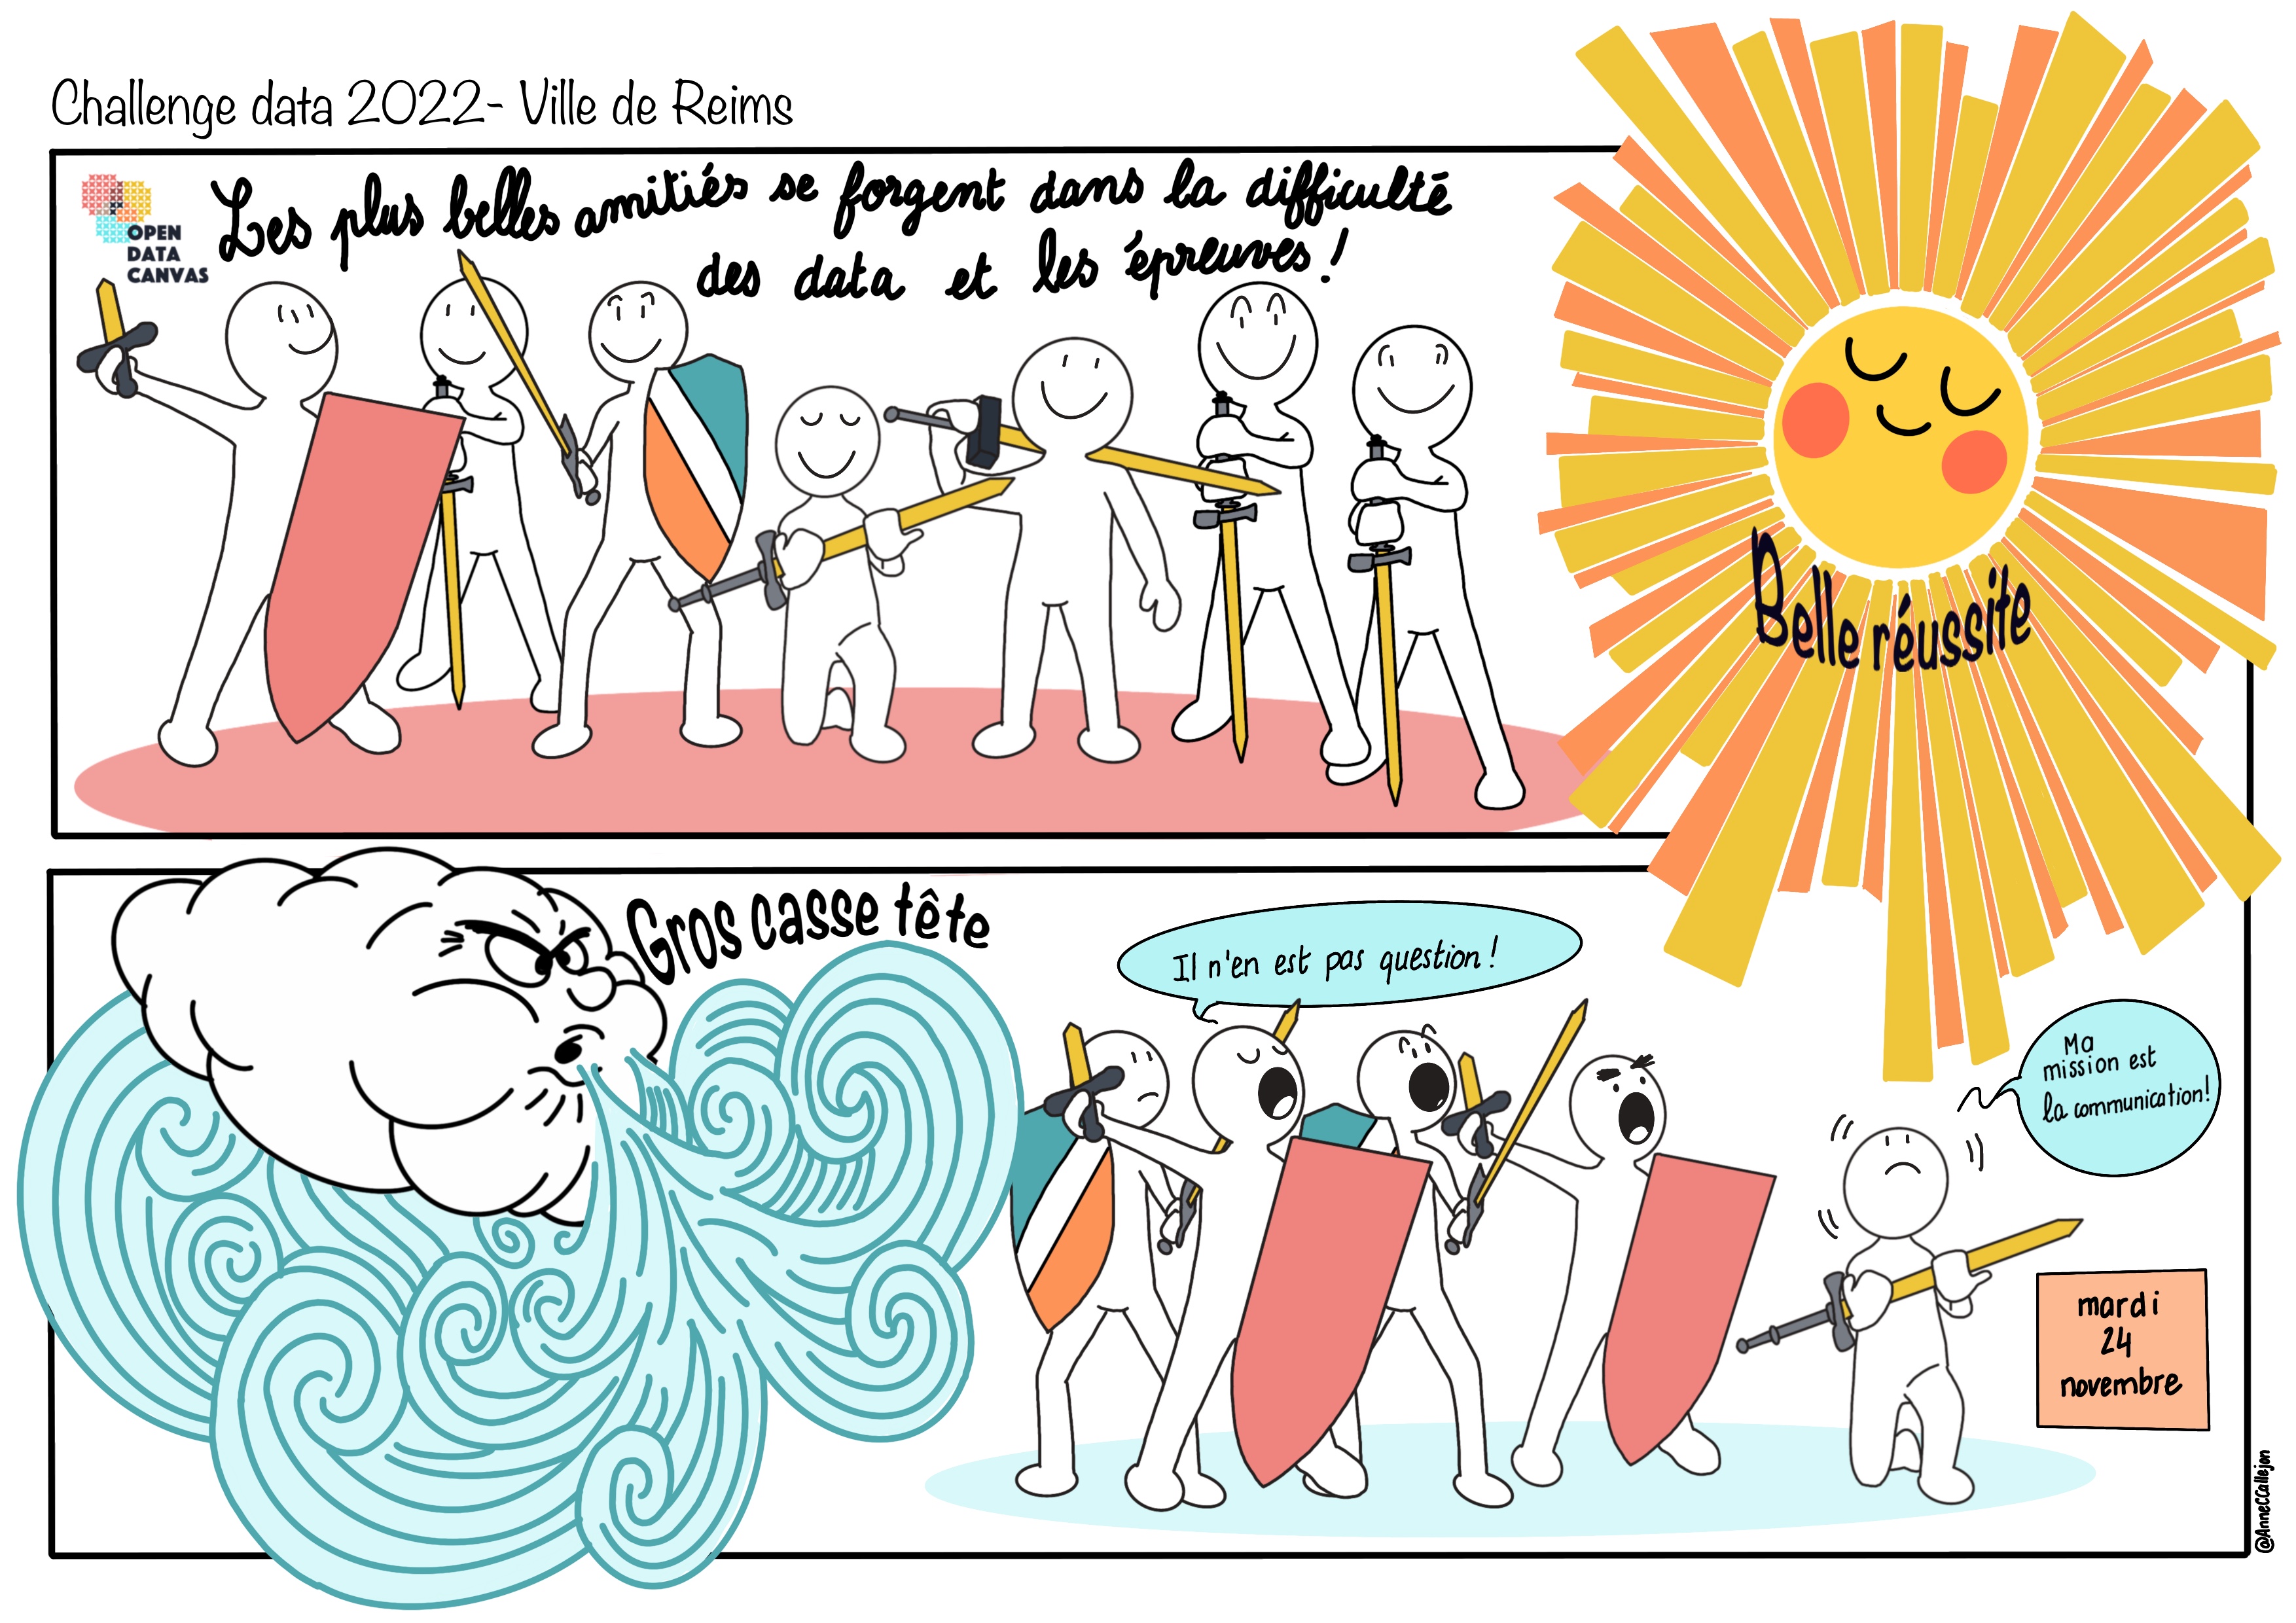 Challenge data 2022- Ville de Reims
OPEN
DATA
CANVAS
Les plus belles amitiés se forgent dans la difficulté
des data et les épreuves!
Belle réussite
Gros casse tête
Il n'en est pas question!
Ma
mission est
la communication!
mardi
24
novembre
@AnneCCallejon